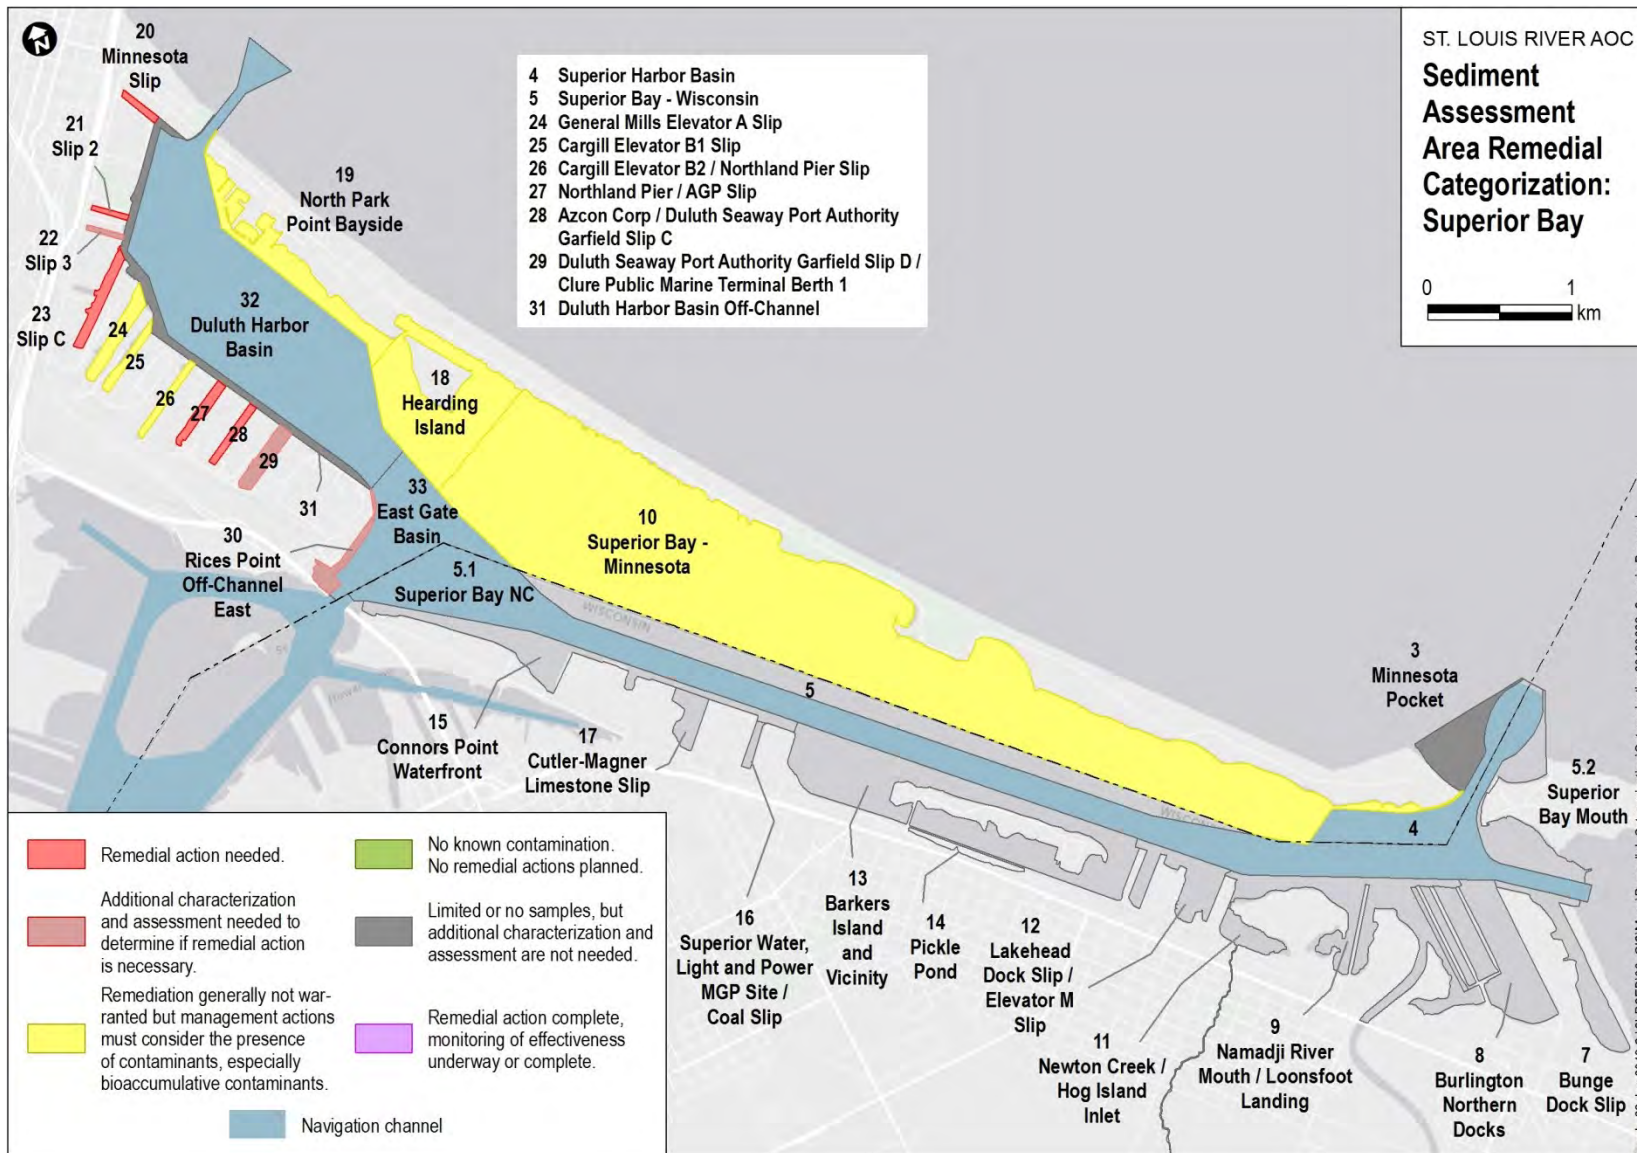 N
ST. LOUIS RIVER AOC
Sediment
Assessment
Area Remedial
Categorization:
Superior Bay
0 1
km
4 Superior Harbor Basin
5 Superior Bay - Wisconsin
24 General Mills Elevator A Slip
25 Cargill Elevator B1 Slip
26 Cargill Elevator B2 / Northland Pier Slip
27 Northland Pier / AGP Slip
28 Azcon Corp / Duluth Seaway Port Authority
Garfield Slip C
29 Duluth Seaway Port Authority Garfield Slip D /
Clure Public Marine Terminal Berth 1
31 Duluth Harbor Basin Off-Channel
20
Minnesota
Slip
21
Slip 2
22
Slip 3
23
Slip C
19
North Park
Point Bayside
32
Duluth Harbor
Basin
24
25
26
27
28
29
31
18
Hearding
Island
33
East Gate
Basin
30
Rices Point
Off-Channel
East
5.1
Superior Bay NC
10
Superior Bay -
Minnesota
WISCONSIN
5
3
Minnesota
Pocket
5.2
Superior
Bay Mouth
4
15
Connors Point
Waterfront
17
Cutler-Magner
Limestone Slip
16
Superior Water,
Light and Power
MGP Site /
Coal Slip
13
Barkers
Island
and
Vicinity
14
Pickle
Pond
12
Lakehead
Dock Slip /
Elevator M
Slip
11
Newton Creek /
Hog Island
Inlet
9
Namadji River
Mouth / Loonsfoot
Landing
8
Burlington
Northern
Docks
7
Bunge
Dock Slip
Remedial action needed.
Additional characterization
and assessment needed to
determine if remedial action
is necessary.
Remediation generally not war-
ranted but management actions
must consider the presence
of contaminants, especially
bioaccumulative contaminants.
No known contamination.
No remedial actions planned.
Limited or no samples, but
additional characterization and
assessment are not needed.
Remedial action complete,
monitoring of effectiveness
underway or complete.
Navigation channel